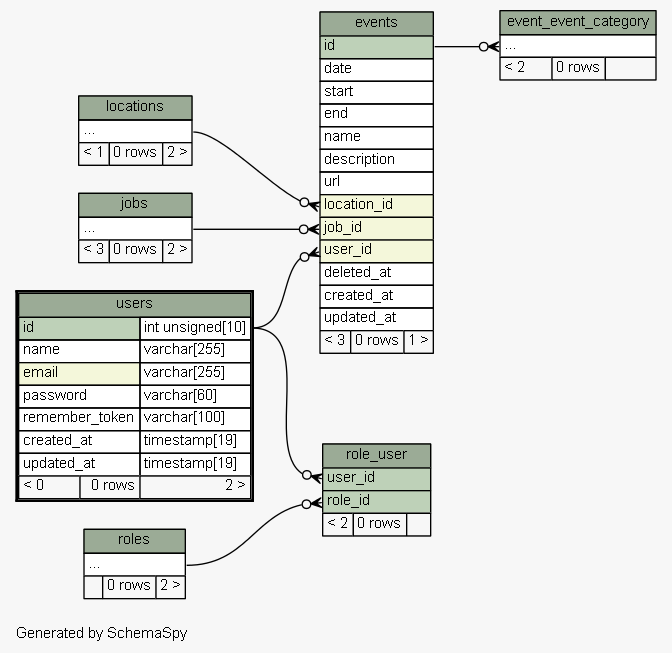 events
id
date
start
end
name
description
url
location_id
job_id
user_id
deleted_at
created_at
updated_at
< 3 0 rows 1 >
event_event_category
...
< 2 0 rows
locations
...
< 1 0 rows 2 >
jobs
...
< 3 0 rows 2 >
users
id int unsigned[10]
name varchar[255]
email varchar[255]
password varchar[60]
remember_token varchar[100]
created_at timestamp[19]
updated_at timestamp[19]
< 0 0 rows 2 >
role_user
user_id
role_id
< 2 0 rows
roles
...
0 rows 2 >
Generated by SchemaSpy